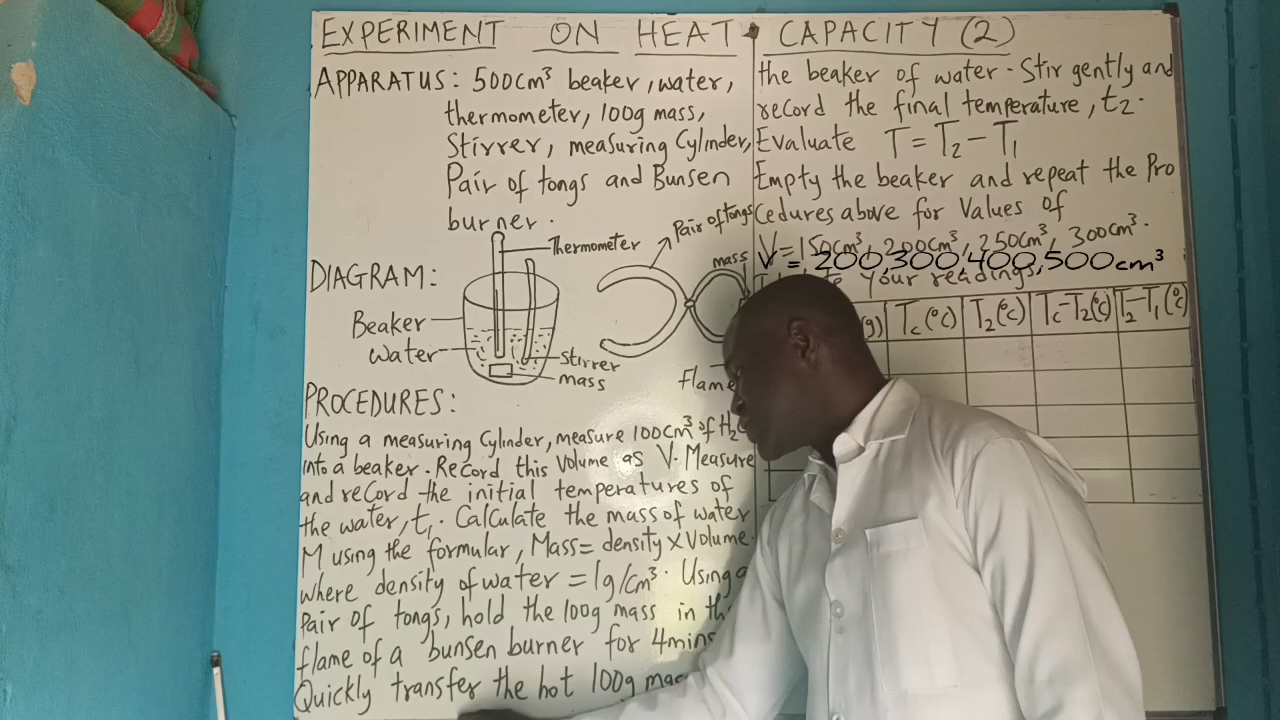 EXPERIMENT ON HEAT CAPACITY (2)
APPARATUS: 500cm³ beaker, water,
thermometer, 100g mass,
Stirrer, measuring Cylinder,
Pair of tongs and Bunsen
burner.
DIAGRAM:
Thermometer
Beaker
Water
Stirrer
mass
Pair of tongs
mass
Flame
PROCEDURES:
Using a measuring Cylinder, measure 100cm³ of H₂
into a beaker. Record this Volume as V. Measure
and record the initial temperatures of
the water, t₁. Calculate the mass of water
M using the formular, Mass = density x Volume.
where density of water = 1g/cm³. Using a
Pair of tongs, hold the 100g mass in th
flame of a bunsen burner for 4mins
Quickly transfer the hot 100g
the beaker of water. Stir gently and
record the final temperature, t₂.
Evaluate T = T₂ - T₁
Empty the beaker and repeat the Pro
cedures above for Values of
V = 150cm³, 200cm³, 250cm³, 300cm³.
V = 200,300,400,500cm³
your readings
(g) Tc(°C) T₂(°C) Tc-T₂(°C) T₂-T₁(°C)